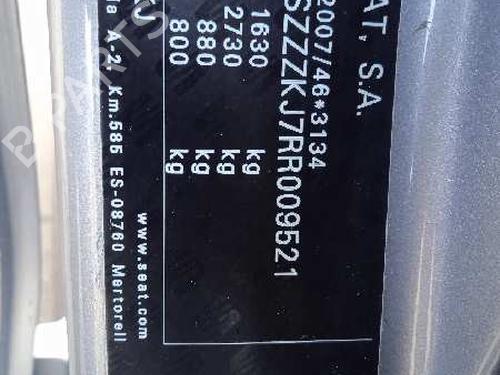 AT, S.A.
2007/46*3134
SZZZKJ7RR009521
1630 kg
2730 kg
880 kg
800 kg
A-2, Km.585 ES-08760 Martorell
www.seat.com
B-PARTS